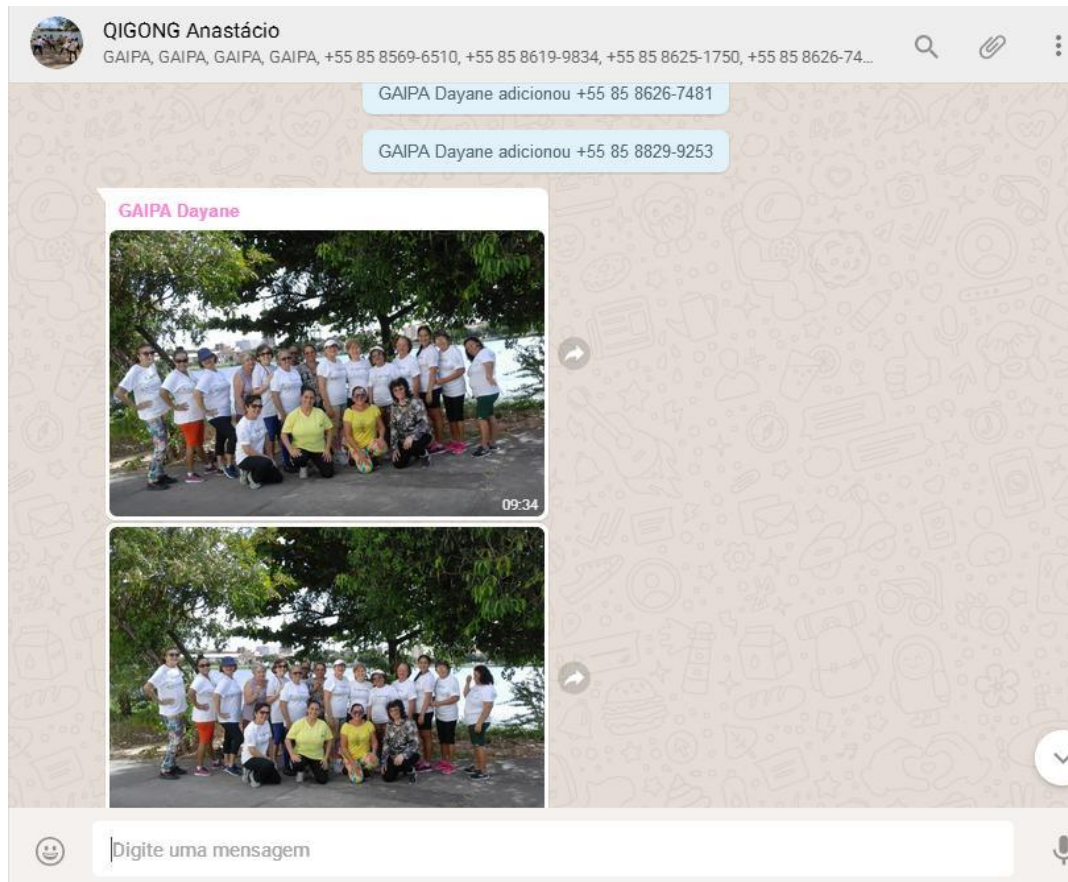 QIGONG Anastácio
GAIPA, GAIPA, GAIPA, GAIPA, +55 85 8569-6510, +55 85 8619-9834, +55 85 8625-1750, +55 85 8626-74...
GAIPA Dayane adicionou +55 85 8626-7481
GAIPA Dayane adicionou +55 85 8829-9253
GAIPA Dayane
09:34
Digite uma mensagem